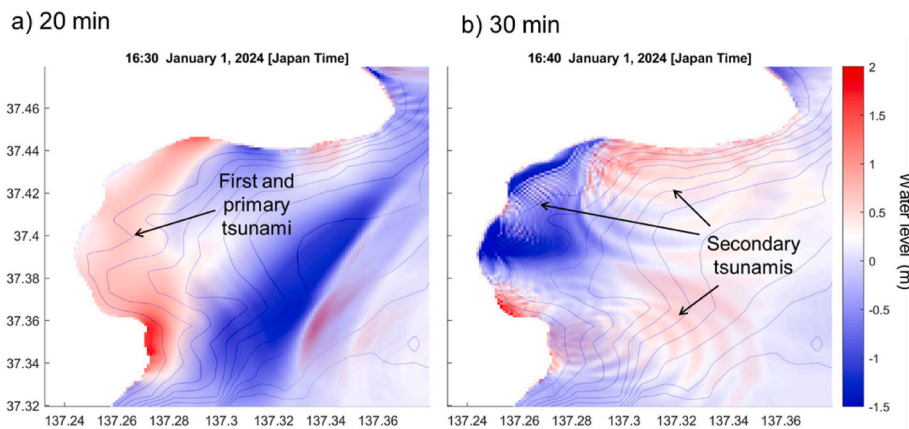 a) 20 min
b) 30 min
16:30 January 1, 2024 [Japan Time]
16:40 January 1, 2024 [Japan Time]
37.46
37.44
37.42
37.4
37.38
37.36
37.34
37.32
First and
primary
tsunami
Secondary
tsunamis
137.24 137.26 137.28 137.3 137.32 137.34 137.36
137.24 137.26 137.28 137.3 137.32 137.34 137.36
2
1.5
1
0.5
0
-0.5
-1
-1.5
Water level (m)